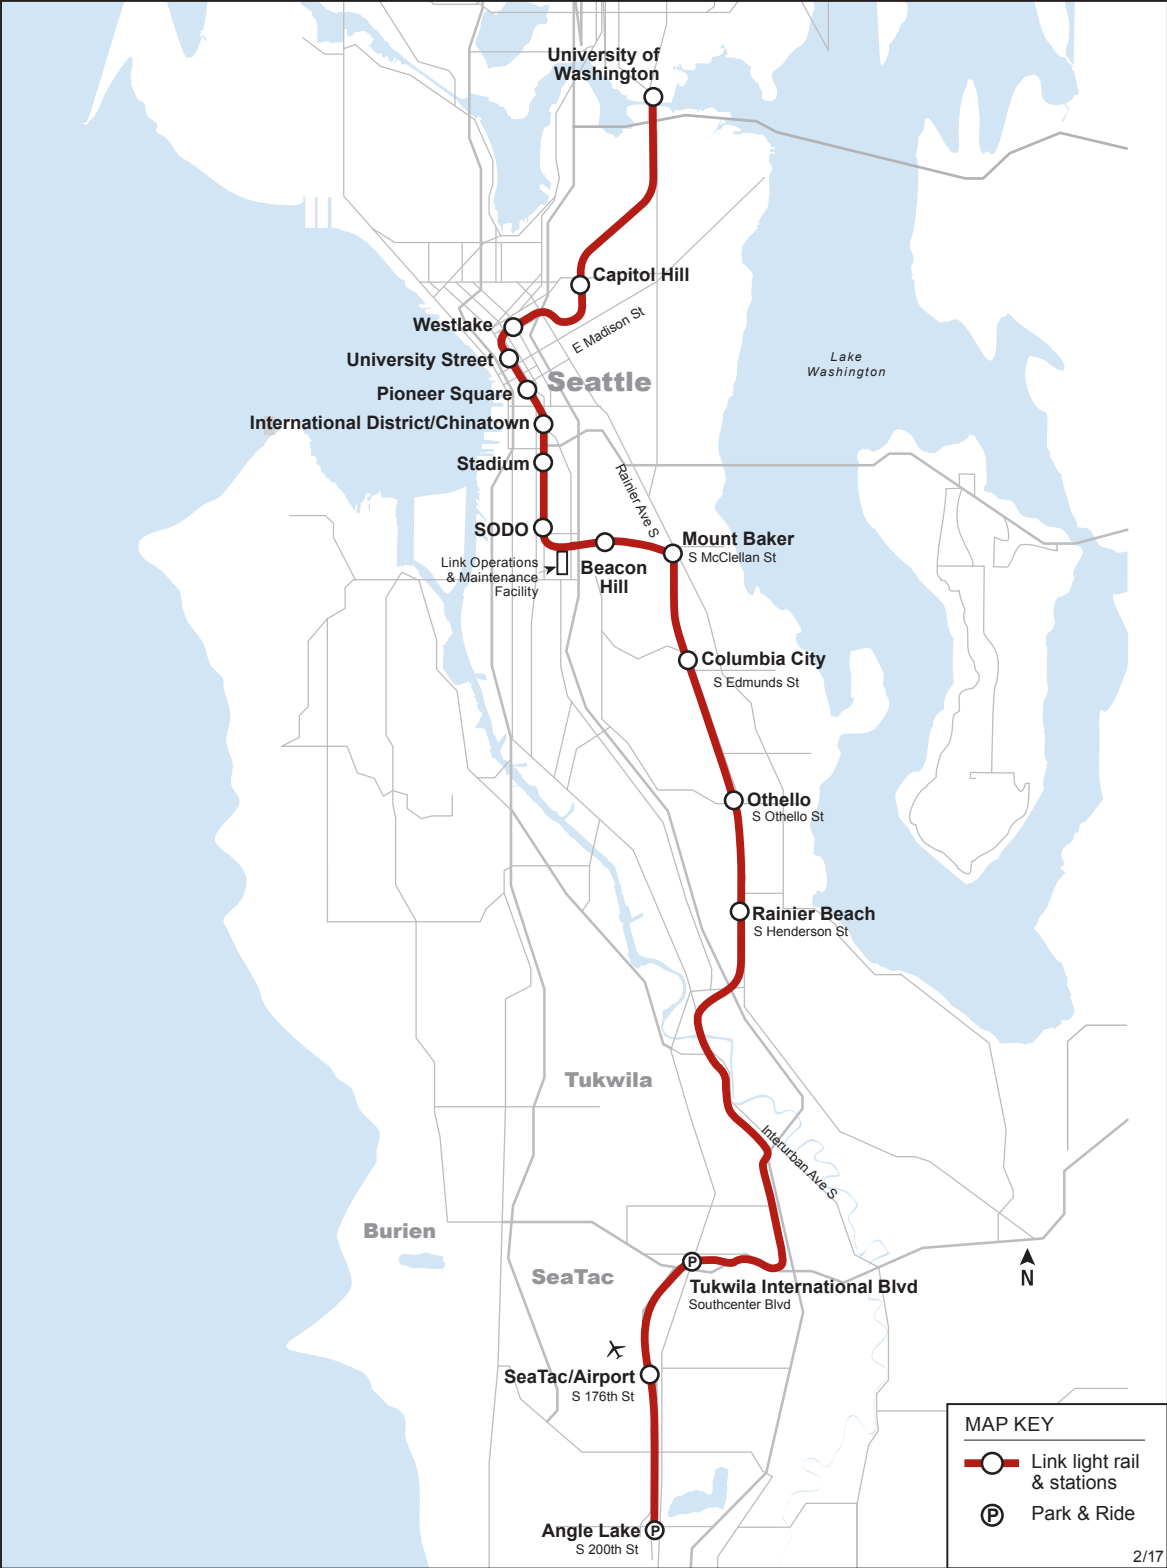 University of
Washington
Capitol Hill
Westlake
E Madison St
University Street
Lake
Washington
Seattle
Pioneer Square
International District/Chinatown
Stadium
Rainier Ave S
SODO
Mount Baker
S McClellan St
Link Operations
& Maintenance
Facility
Beacon
Hill
Columbia City
S Edmunds St
Othello
S Othello St
Rainier Beach
S Henderson St
Tukwila
Interurban Ave S
Burien
SeaTac
N
P
Tukwila International Blvd
Southcenter Blvd
SeaTac/Airport
S 176th St
MAP KEY
Link light rail
& stations
P
Park & Ride
Angle Lake
P
S 200th St
2/17